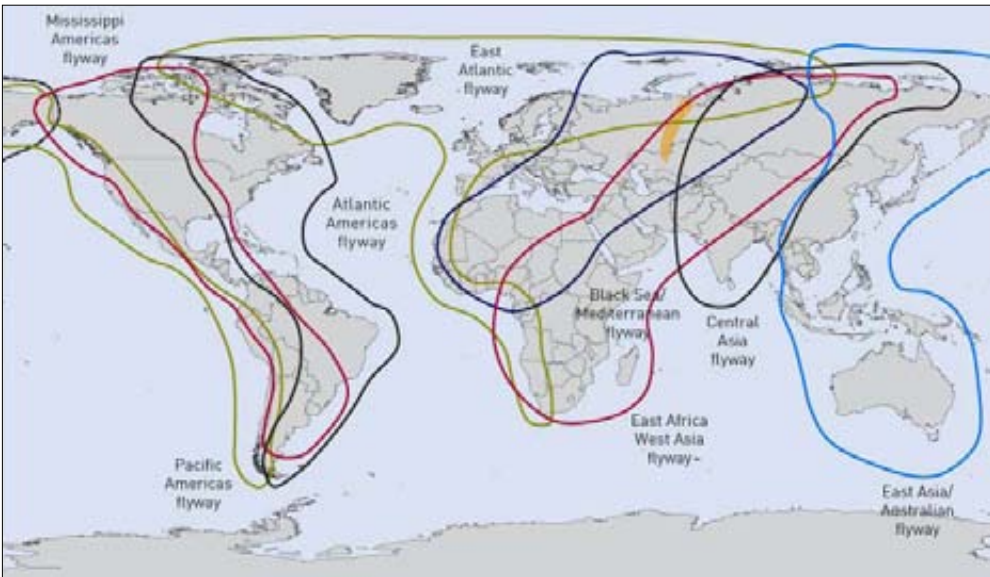 Mississippi
Americas
flyway
East
Atlantic
flyway
Atlantic
Americas
flyway
Black Sea/
Mediterranean
flyway
Central
Asia
flyway
East Africa
West Asia
flyway
Pacific
Americas
flyway
East Asia/
Australian
flyway